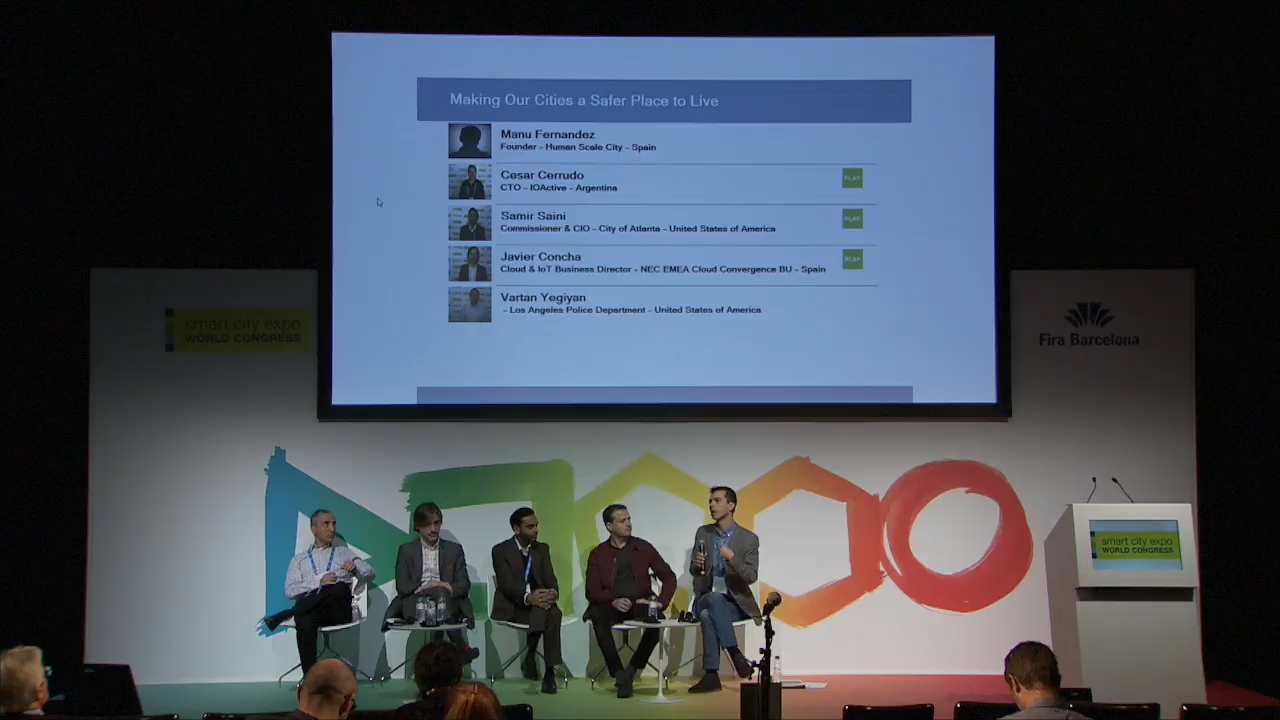 Making Our Cities a Safer Place to Live
Manu Fernandez
Founder - Human Scale City - Spain
Cesar Cerrudo
CTO - IOActive - Argentina
PLAY
Samir Saini
Commissioner & CIO - City of Atlanta - United States of America
PLAY
Javier Concha
Cloud & IoT Business Director - NEC EMEA Cloud Convergence BU - Spain
PLAY
Vartan Yegiyan
- Los Angeles Police Department - United States of America
smart city expo
WORLD CONGRESS
Fira Barcelona
smart city expo
WORLD CONGRESS